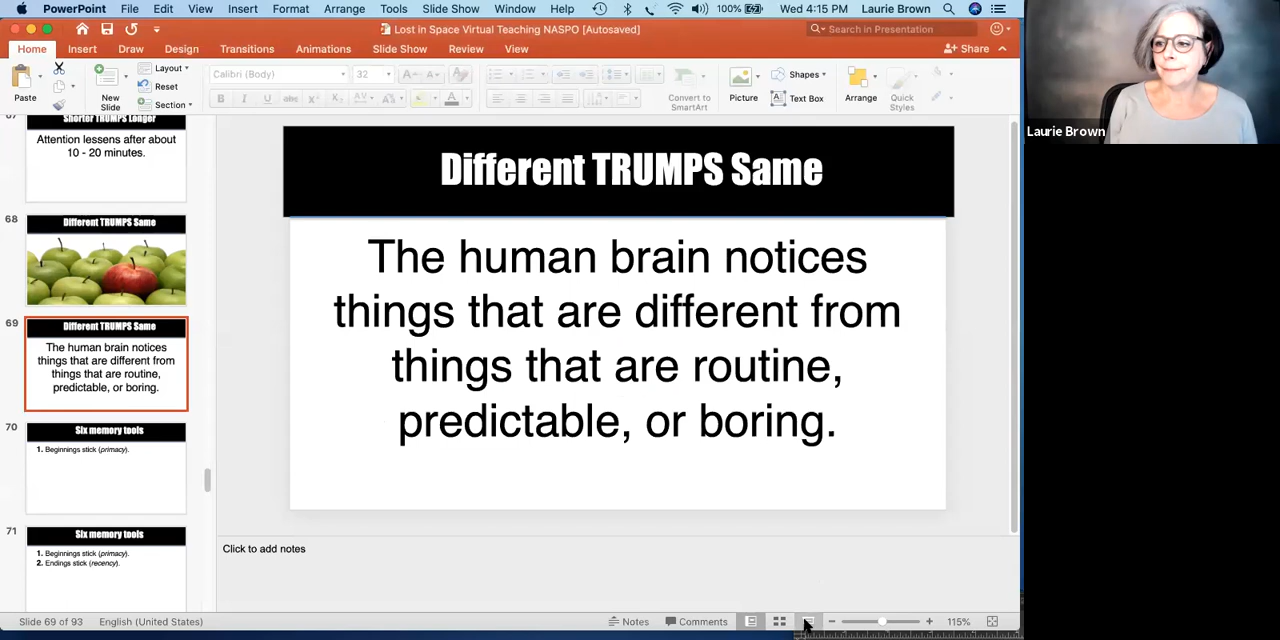 PowerPoint File Edit View Insert Format Arrange Tools Slide Show Window Help 100% Wed 4:15 PM Laurie Brown
Lost in Space Virtual Teaching NASPO [Autosaved]
Search in Presentation
Home Insert Draw Design Transitions Animations Slide Show Review View
Share
Paste
New Slide
Layout
Reset
Section
Calibri (Body) 32
Convert to SmartArt
Picture
Shapes
Text Box
Arrange
Quick Styles
Shorter TRUMPS Longer
Attention lessens after about
10 - 20 minutes.
68
Different TRUMPS Same
69
Different TRUMPS Same
The human brain notices
things that are different from
things that are routine,
predictable, or boring.
70
Six memory tools
1. Beginnings stick (primacy).
71
Six memory tools
1. Beginnings stick (primacy).
2. Endings stick (recency).
Different TRUMPS Same
The human brain notices
things that are different from
things that are routine,
predictable, or boring.
Click to add notes
Slide 69 of 93 English (United States) Notes Comments 115%
Laurie Brown